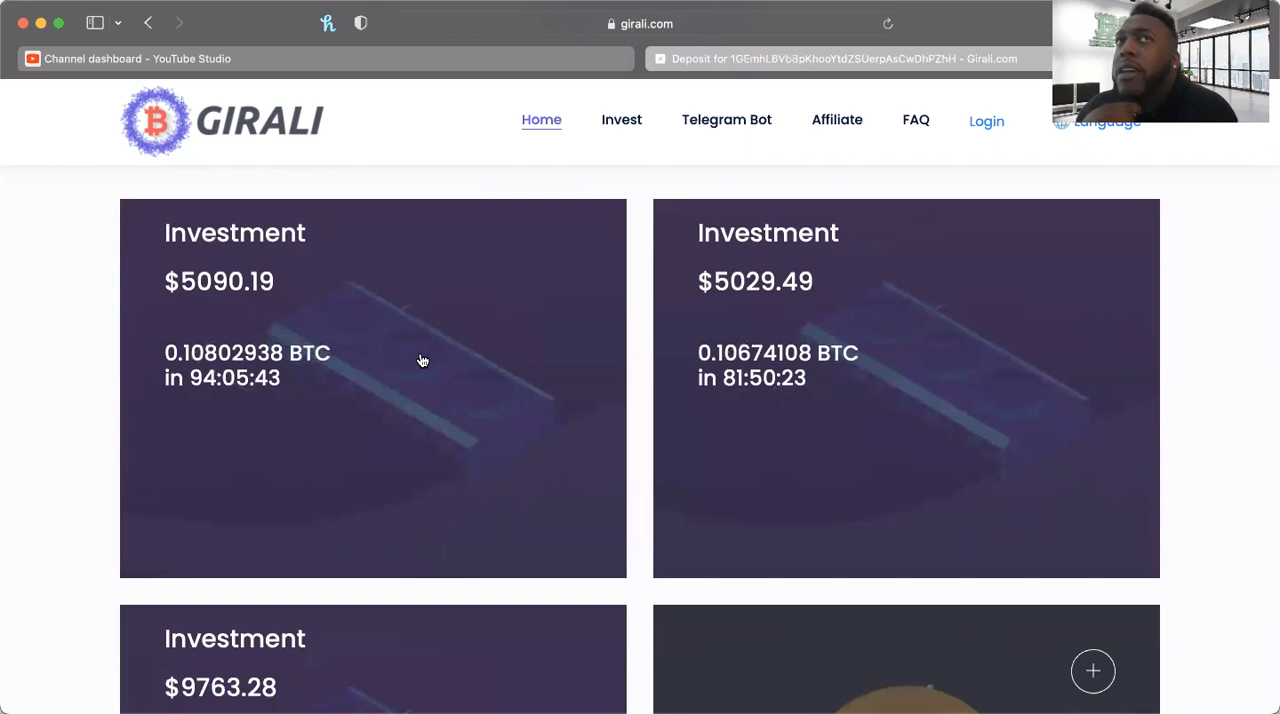 girali.com
Channel dashboard - YouTube Studio
Deposit for 1GEmhL6Vb8pKhooYtdZSUerpAsCwDhPZhH - Girali.com
GIRALI
Home
Invest
Telegram Bot
Affiliate
FAQ
Login
Language
Investment
$5090.19
0.10802938 BTC
in 94:05:43
Investment
$5029.49
0.10674108 BTC
in 81:50:23
Investment
$9763.28